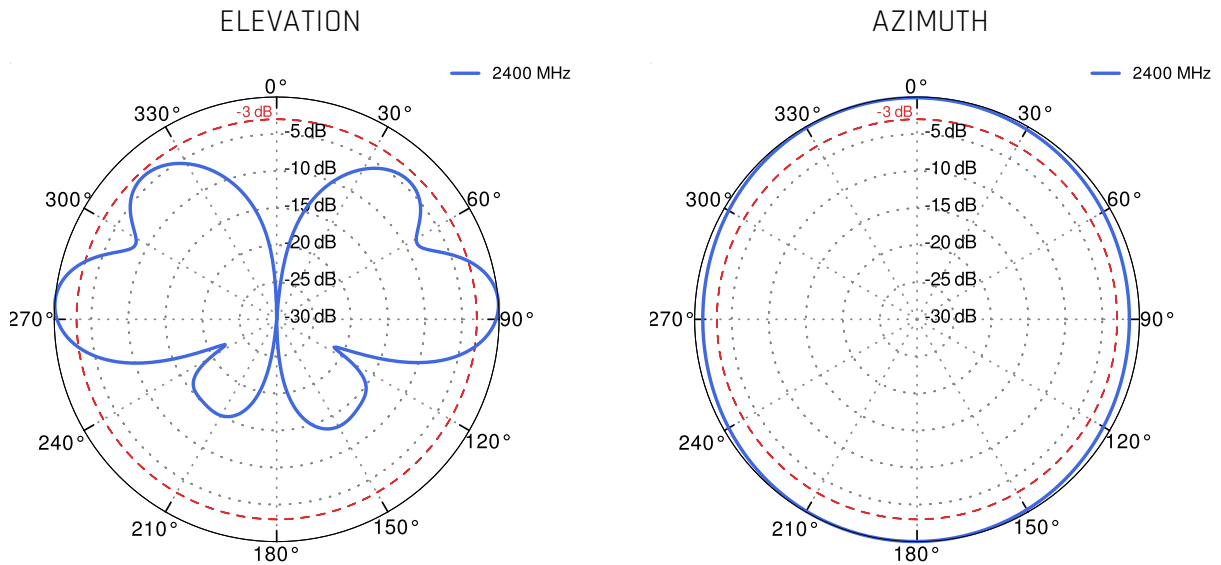 ELEVATION
2400 MHz
0°
330°
-3 dB
30°
-5 dB
-10 dB
300°
60°
-15 dB
-20 dB
-25 dB
270°
-30 dB
90°
240°
120°
210°
150°
180°
AZIMUTH
2400 MHz
0°
330°
-3 dB
30°
-5dB
-10 dB
300°
60°
-15 dB
-20 dB
-25 dB
270°
-30 dB
90°
240°
120°
210°
150°
180°